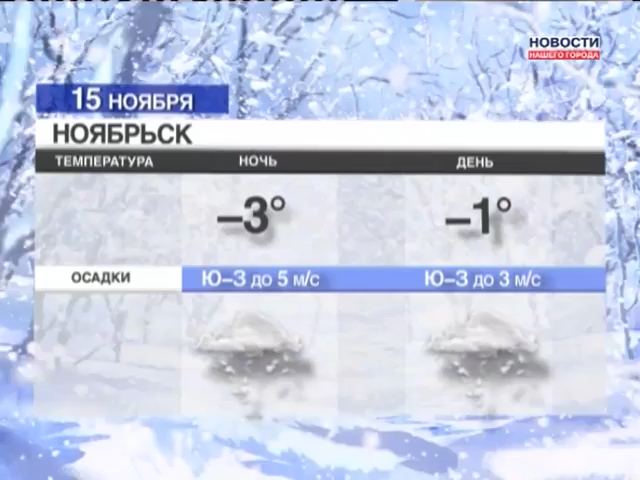 НОВОСТИ
НАШЕГО ГОРОДА
15 НОЯБРЯ
НОЯБРЬСК
ТЕМПЕРАТУРА НОЧЬ ДЕНЬ
–3° –1°
ОСАДКИ Ю–З ДО 5 М/С Ю–З ДО 3 М/С